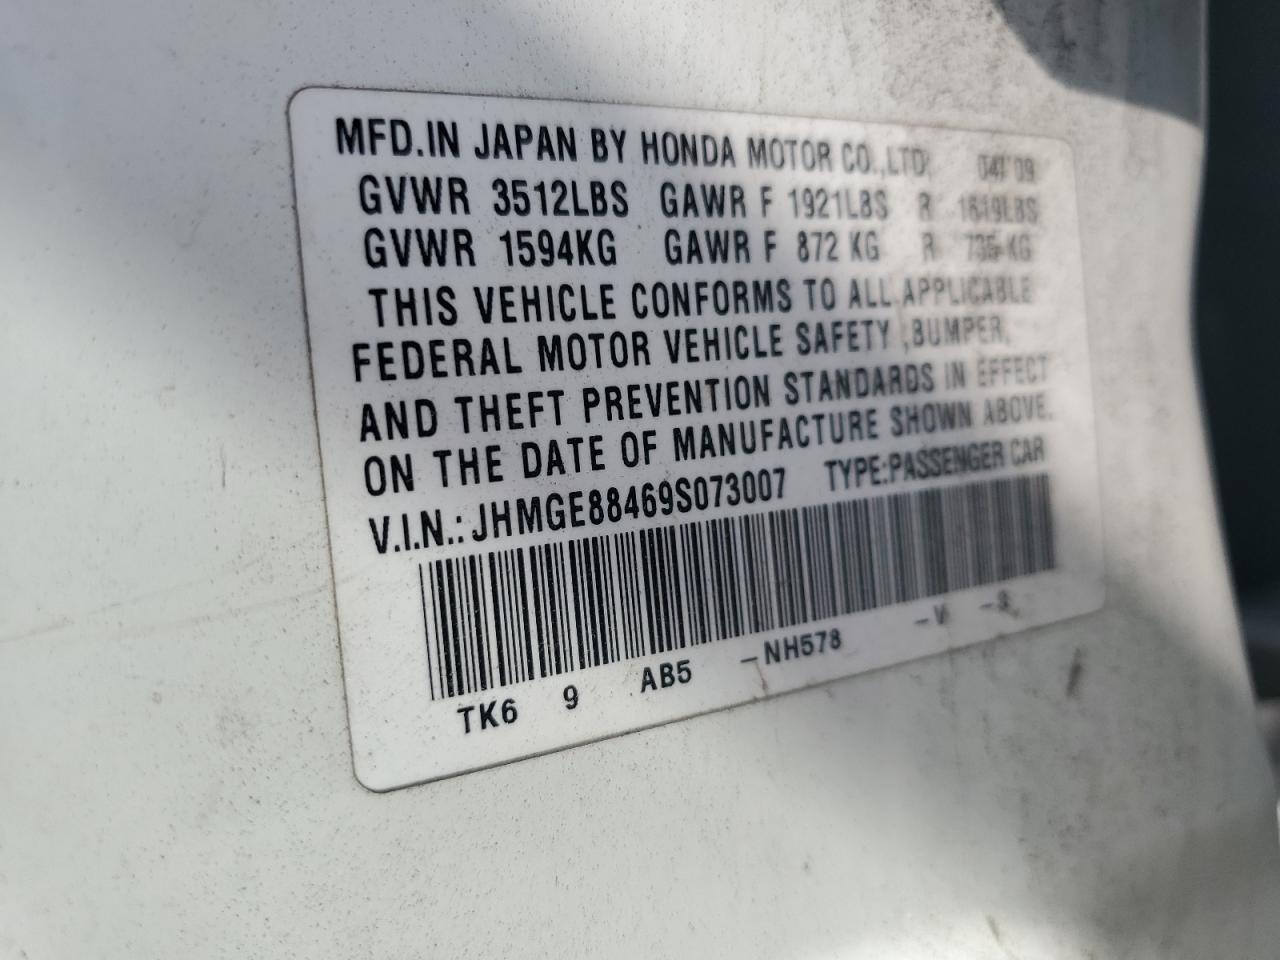 MFD.IN JAPAN BY HONDA MOTOR CO.,LTD. 04/09
GVWR 3512LBS GAWR F 1921LBS R 1619LBS
GVWR 1594KG GAWR F 872 KG R 735 KG
THIS VEHICLE CONFORMS TO ALL APPLICABLE
FEDERAL MOTOR VEHICLE SAFETY ,BUMPER,
AND THEFT PREVENTION STANDARDS IN EFFECT
ON THE DATE OF MANUFACTURE SHOWN ABOVE.
V.I.N.: JHMGE88469S073007 TYPE:PASSENGER CAR
TK6 9 AB5 -NH578 -W